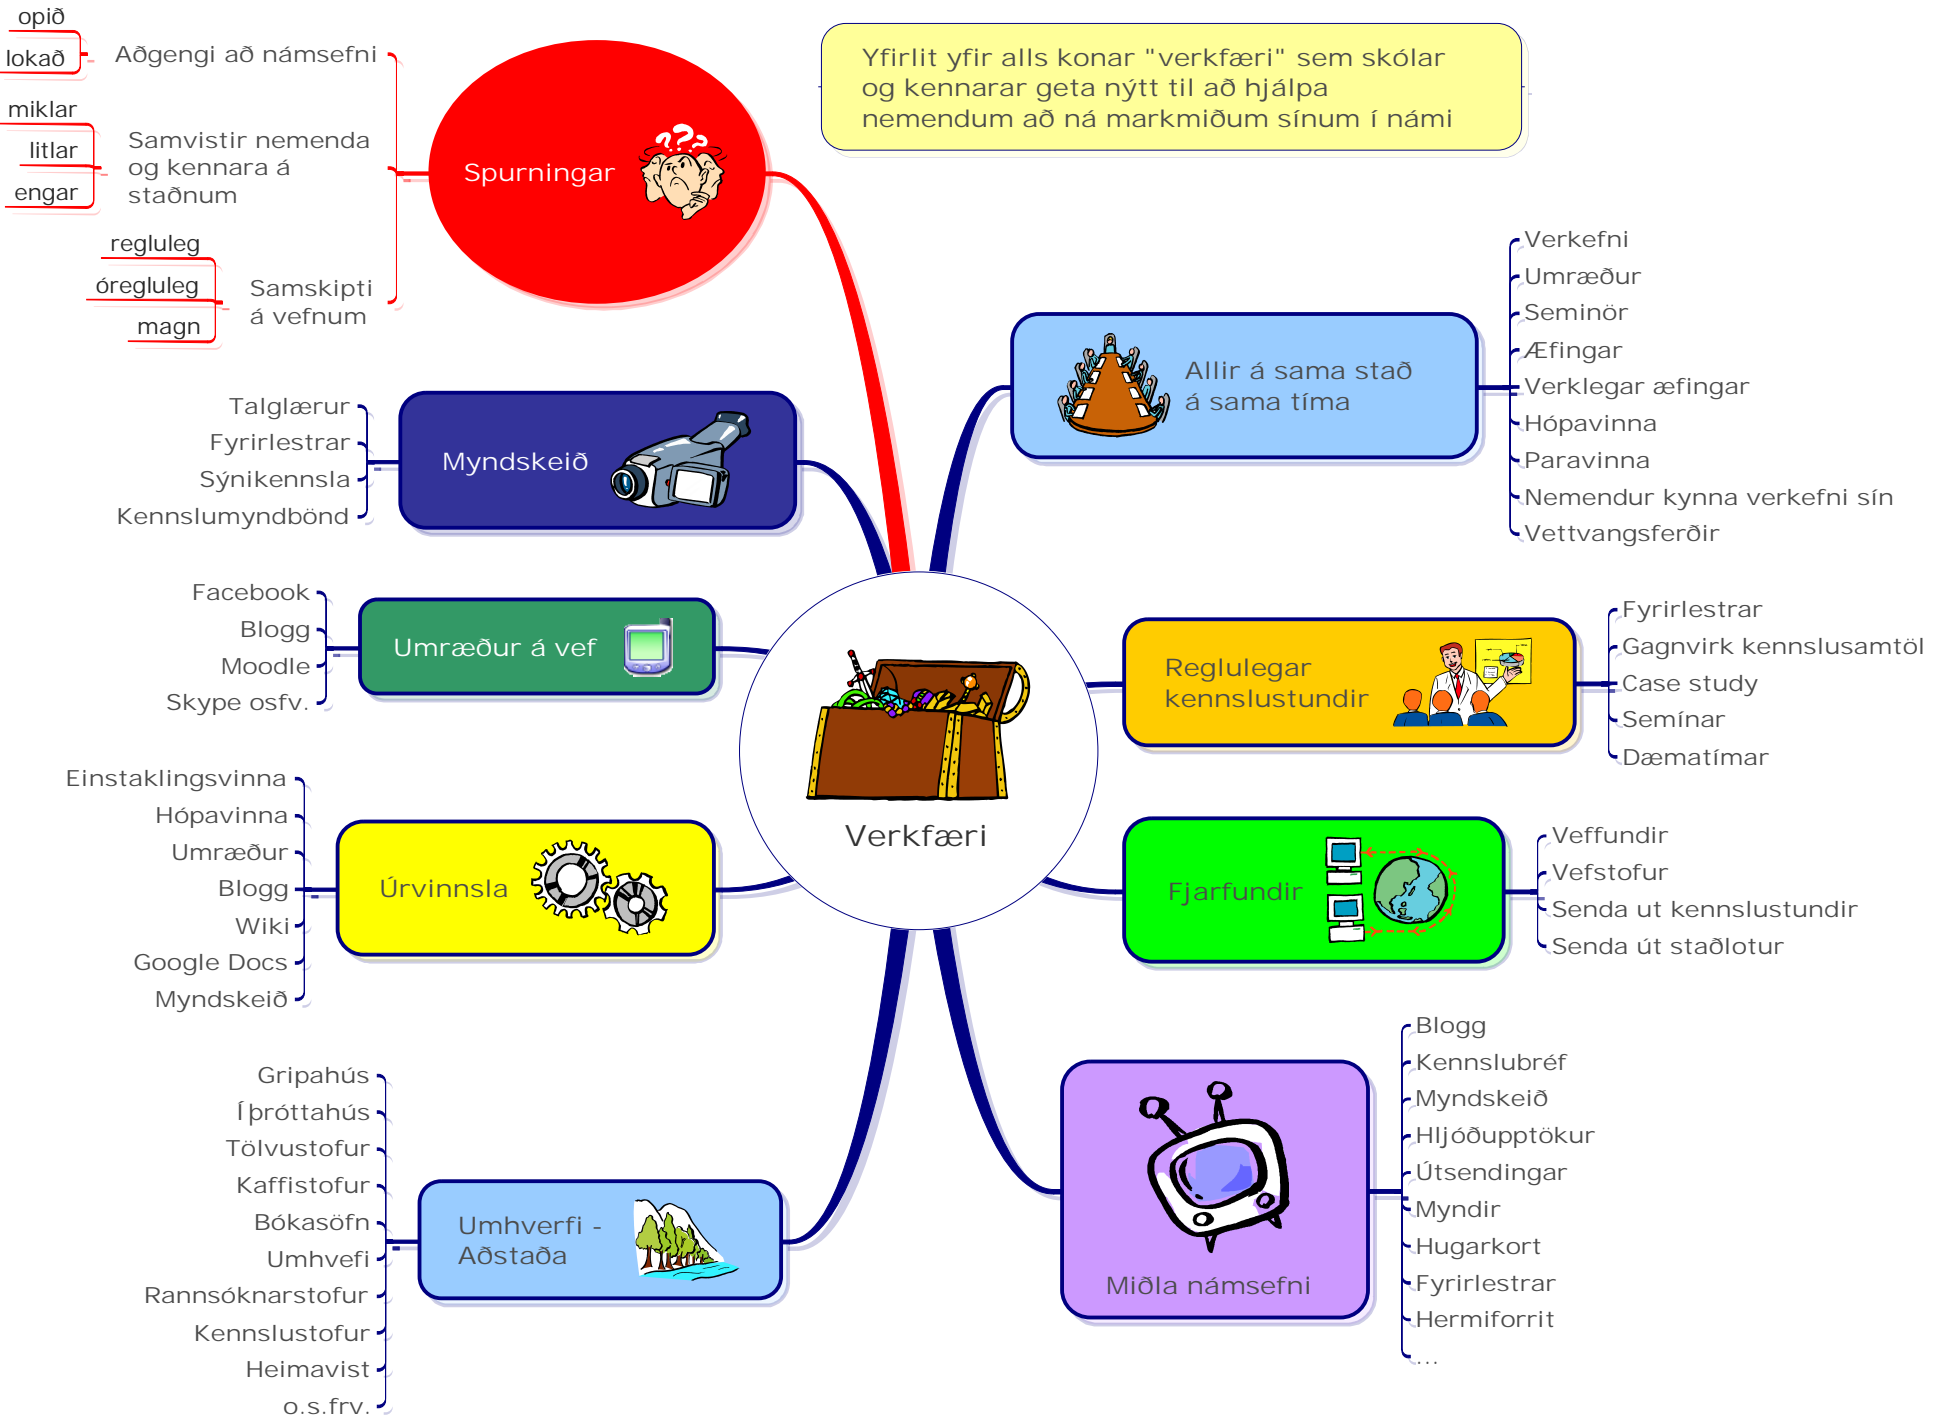 Yfirlit yfir alls konar "verkfæri" sem skólar
og kennarar geta nýtt til að hjálpa
nemendum að ná markmiðum sínum í námi
Verkfæri
Spurningar
Aðgengi að námsefni
opið
lokað
Samvistir nemenda
og kennara á
staðnum
miklar
litlar
engar
Samskipti
á vefnum
regluleg
óregluleg
magn
Myndskeið
Talglærur
Fyrirlestrar
Sýnikennsla
Kennslumyndbönd
Umræður á vef
Facebook
Blogg
Moodle
Skype osfv.
Úrvinnsla
Einstaklingsvinna
Hópavinna
Umræður
Blogg
Wiki
Google Docs
Myndskeið
Umhverfi -
Aðstaða
Gripahús
Íþróttahús
Tölvustofur
Kaffistofur
Bókasöfn
Umhvefi
Rannsóknarstofur
Kennslustofur
Heimavist
o.s.frv.
Allir á sama stað
á sama tíma
Verkefni
Umræður
Seminör
Æfingar
Verklegar æfingar
Hópavinna
Paravinna
Nemendur kynna verkefni sín
Vettvangsferðir
Reglulegar
kennslustundir
Fyrirlestrar
Gagnvirk kennslusamtöl
Case study
Semínar
Dæmatímar
Fjarfundir
Veffundir
Vefstofur
Senda ut kennslustundir
Senda út staðlotur
Miðla námsefni
Blogg
Kennslubréf
Myndskeið
Hljóðupptökur
Útsendingar
Myndir
Hugarkort
Fyrirlestrar
Hermiforrit
...